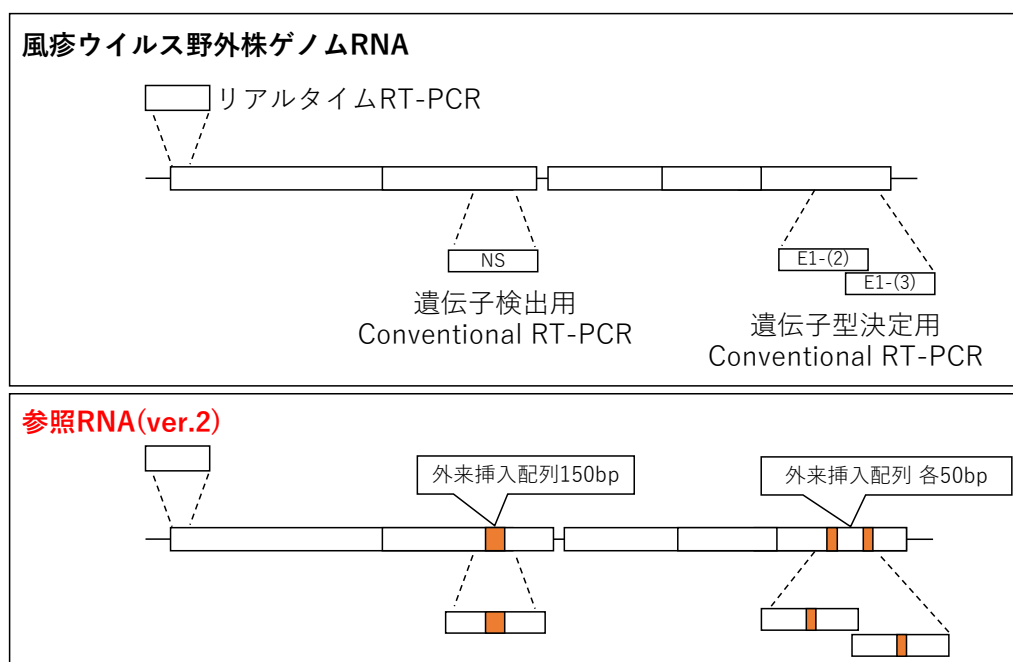 風疹ウイルス野外株ゲノムRNA
リアルタイムRT-PCR
NS
E1-(2)
E1-(3)
遺伝子検出用
Conventional RT-PCR
遺伝子型決定用
Conventional RT-PCR
参照RNA(ver.2)
外来挿入配列150bp
外来挿入配列 各50bp